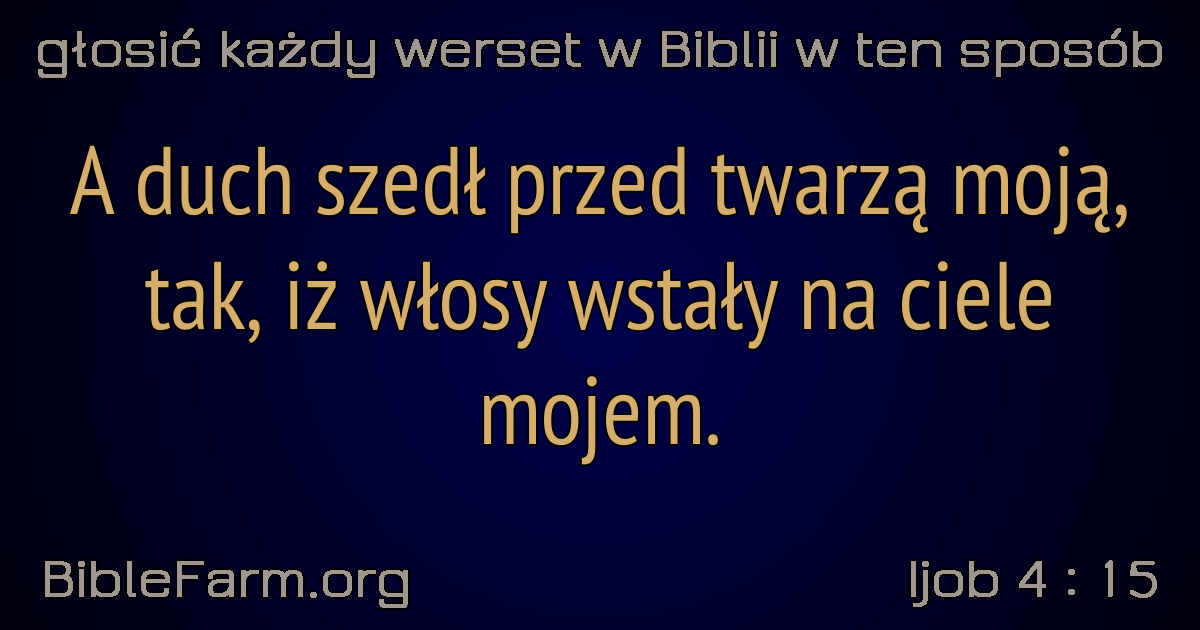 głosić każdy werset w Biblii w ten sposób
A duch szedł przed twarzą moją,
tak, iż włosy wstały na ciele
mojem.
BibleFarm.org
Ijob 4 : 15